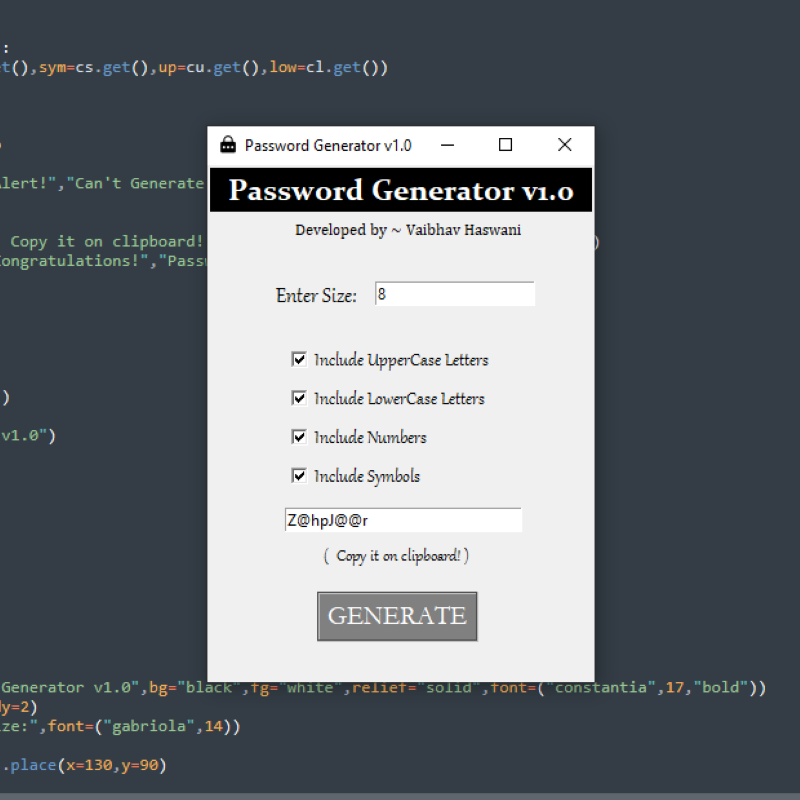 :
t(),sym=cs.get(),up=cu.get(),low=cl.get())
Password Generator v1.0
lert!","Can't Generate
Password Generator v1.0
Developed by ~ Vaibhav Haswani
Copy it on clipboard! )
ongratulations!","Pass
Enter Size: 8
Include UpperCase Letters
Include LowerCase Letters
)
v1.0")
Include Numbers
Include Symbols
Z@hpJ@@r
( Copy it on clipboard! )
GENERATE
Generator v1.0",bg="black",fg="white",relief="solid",font=("constantia",17,"bold"))
dy=2)
ze:",font=("gabriola",14))
.place(x=130,y=90)